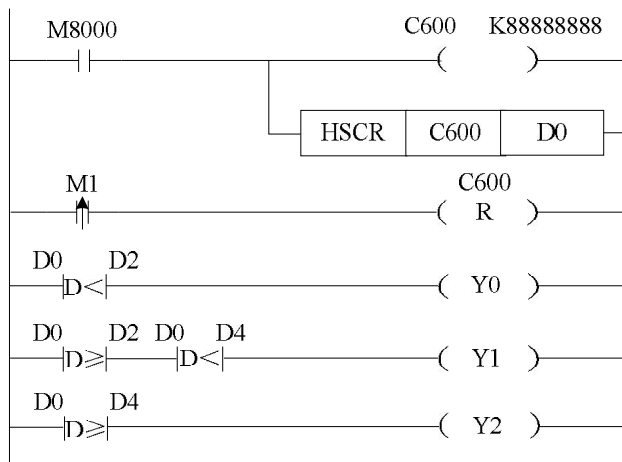 M8000 C600 K88888888
HSCR C600 D0
M1 C600
R
D0 D2
D< Y0
D0 D2 D0 D4
D≥ D< Y1
D0 D4
D≥ Y2